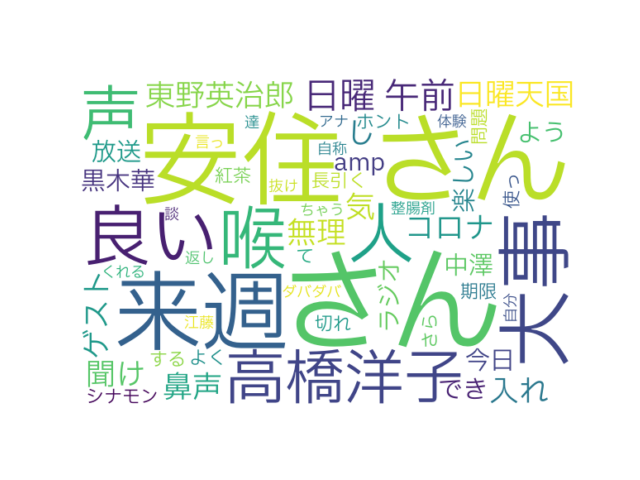 声
東野英治郎
日曜 午前
日曜天国
言っ
達
アナ
ホント
し
体験
問題
よう
安住 さん
放送
自称
amp
楽しい
使っ
黒木華
紅茶
抜け
長引く
気
談
ちゃう
整腸剤
コロナ
良い
喉
無理
人
大事
返し
て
ラジオ
中澤
くれる
来週
さん
ダバダバ
期限
自分
ゲスト
江藤
切れ
さら
する
よく
聞け
鼻声
高橋洋子
今日
シナモン
でき
入れ